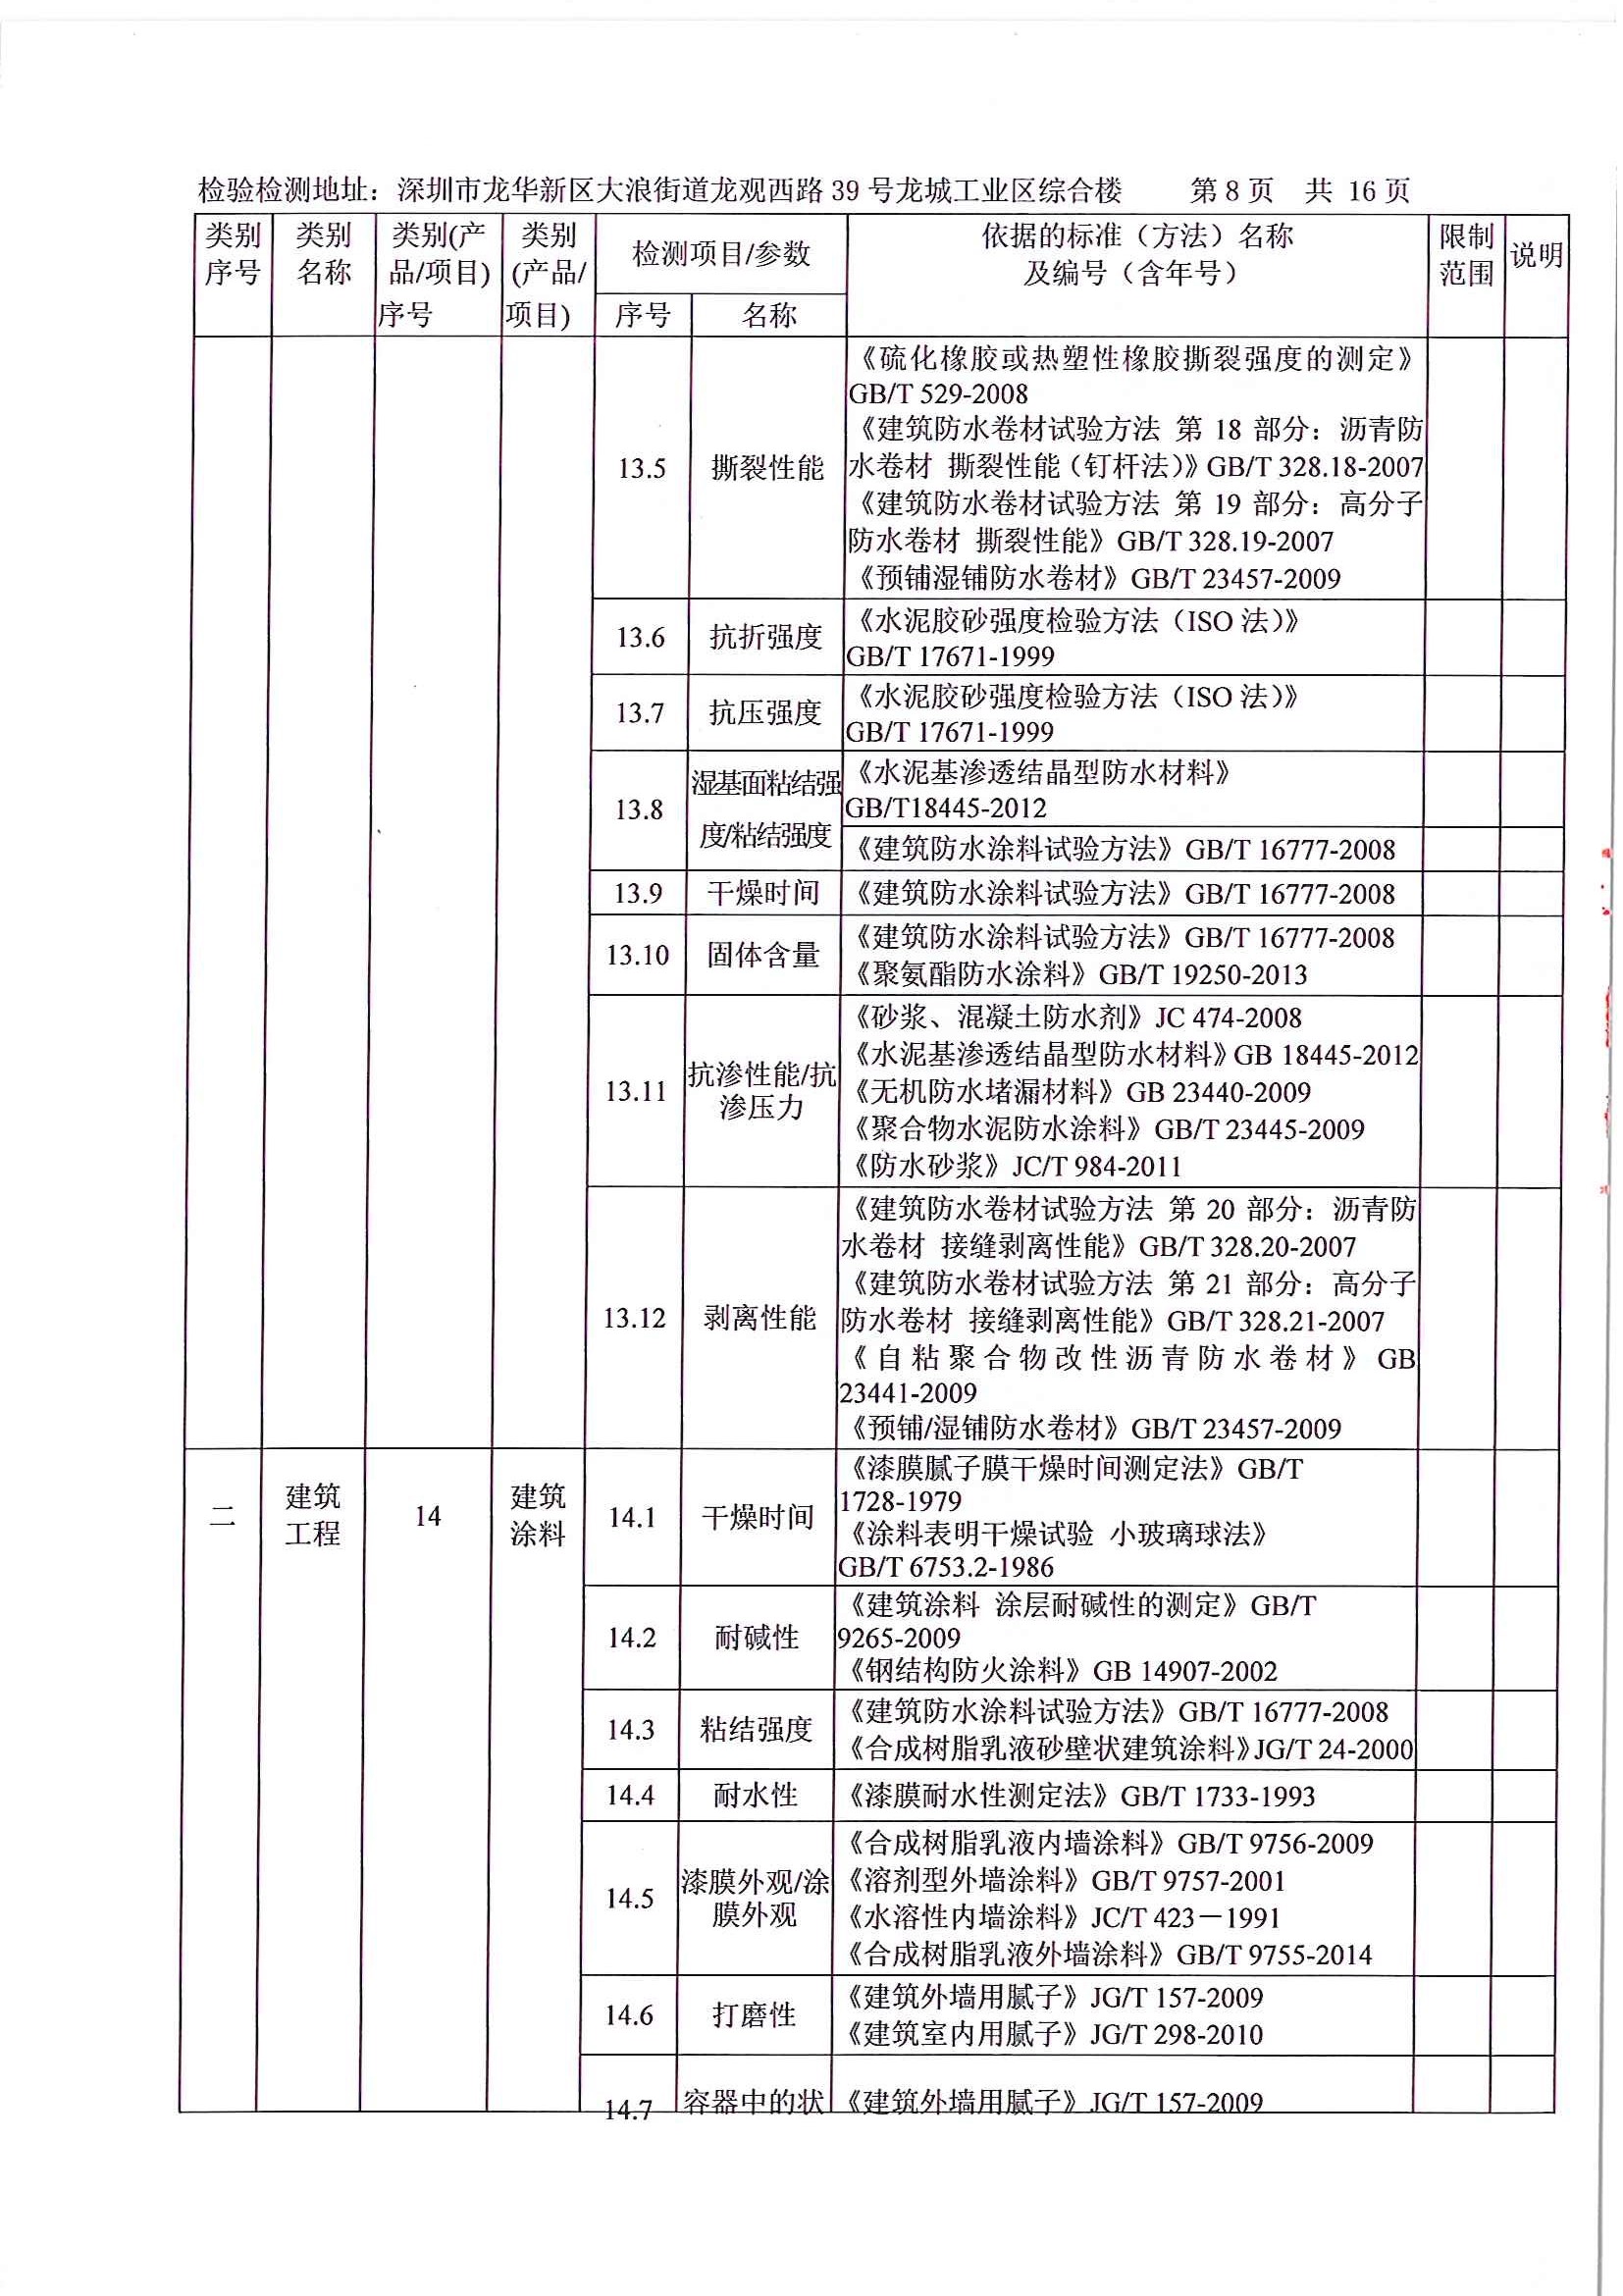 检验检测地址：深圳市龙华新区大浪街道龙观西路 39 号龙城工业区综合楼 第 8 页 共 16 页
类别序号 类别名称 类别(产品/项目)序号 类别(产品/项目) 检测项目/参数 依据的标准（方法）名称及编号（含年号） 限制范围 说明
序号 名称
13.5 撕裂性能
《硫化橡胶或热塑性橡胶撕裂强度的测定》
GB/T 529-2008
《建筑防水卷材试验方法 第 18 部分：沥青防
水卷材 撕裂性能（钉杆法）》GB/T 328.18-2007
《建筑防水卷材试验方法 第 19 部分：高分子
防水卷材 撕裂性能》GB/T 328.19-2007
《预铺湿铺防水卷材》GB/T 23457-2009
13.6 抗折强度
《水泥胶砂强度检验方法（ISO 法）》
GB/T 17671-1999
13.7 抗压强度
《水泥胶砂强度检验方法（ISO 法）》
GB/T 17671-1999
13.8
湿基面粘结强
度/粘结强度
《水泥基渗透结晶型防水材料》
GB/T18445-2012
《建筑防水涂料试验方法》GB/T 16777-2008
13.9 干燥时间 《建筑防水涂料试验方法》GB/T 16777-2008
13.10 固体含量
《建筑防水涂料试验方法》GB/T 16777-2008
《聚氨酯防水涂料》GB/T 19250-2013
13.11
抗渗性能/抗
渗压力
《砂浆、混凝土防水剂》JC 474-2008
《水泥基渗透结晶型防水材料》GB 18445-2012
《无机防水堵漏材料》GB 23440-2009
《聚合物水泥防水涂料》GB/T 23445-2009
《防水砂浆》JC/T 984-2011
13.12 剥离性能
《建筑防水卷材试验方法 第 20 部分：沥青防
水卷材 接缝剥离性能》GB/T 328.20-2007
《建筑防水卷材试验方法 第 21 部分：高分子
防水卷材 接缝剥离性能》GB/T 328.21-2007
《自粘聚合物改性沥青防水卷材》GB
23441-2009
《预铺/湿铺防水卷材》GB/T 23457-2009
二 建筑工程 14 建筑涂料 14.1 干燥时间
《漆膜腻子膜干燥时间测定法》GB/T
1728-1979
《涂料表明干燥试验 小玻璃球法》
GB/T 6753.2-1986
14.2 耐碱性
《建筑涂料 涂层耐碱性的测定》GB/T
9265-2009
《钢结构防火涂料》GB 14907-2002
14.3 粘结强度
《建筑防水涂料试验方法》GB/T 16777-2008
《合成树脂乳液砂壁状建筑涂料》JG/T 24-2000
14.4 耐水性 《漆膜耐水性测定法》GB/T 1733-1993
14.5
漆膜外观/涂
膜外观
《合成树脂乳液内墙涂料》GB/T 9756-2009
《溶剂型外墙涂料》GB/T 9757-2001
《水溶性内墙涂料》JC/T 423－1991
《合成树脂乳液外墙涂料》GB/T 9755-2014
14.6 打磨性
《建筑外墙用腻子》JG/T 157-2009
《建筑室内用腻子》JG/T 298-2010
14.7 容器中的状 《建筑外墙用腻子》JG/T 157-2009